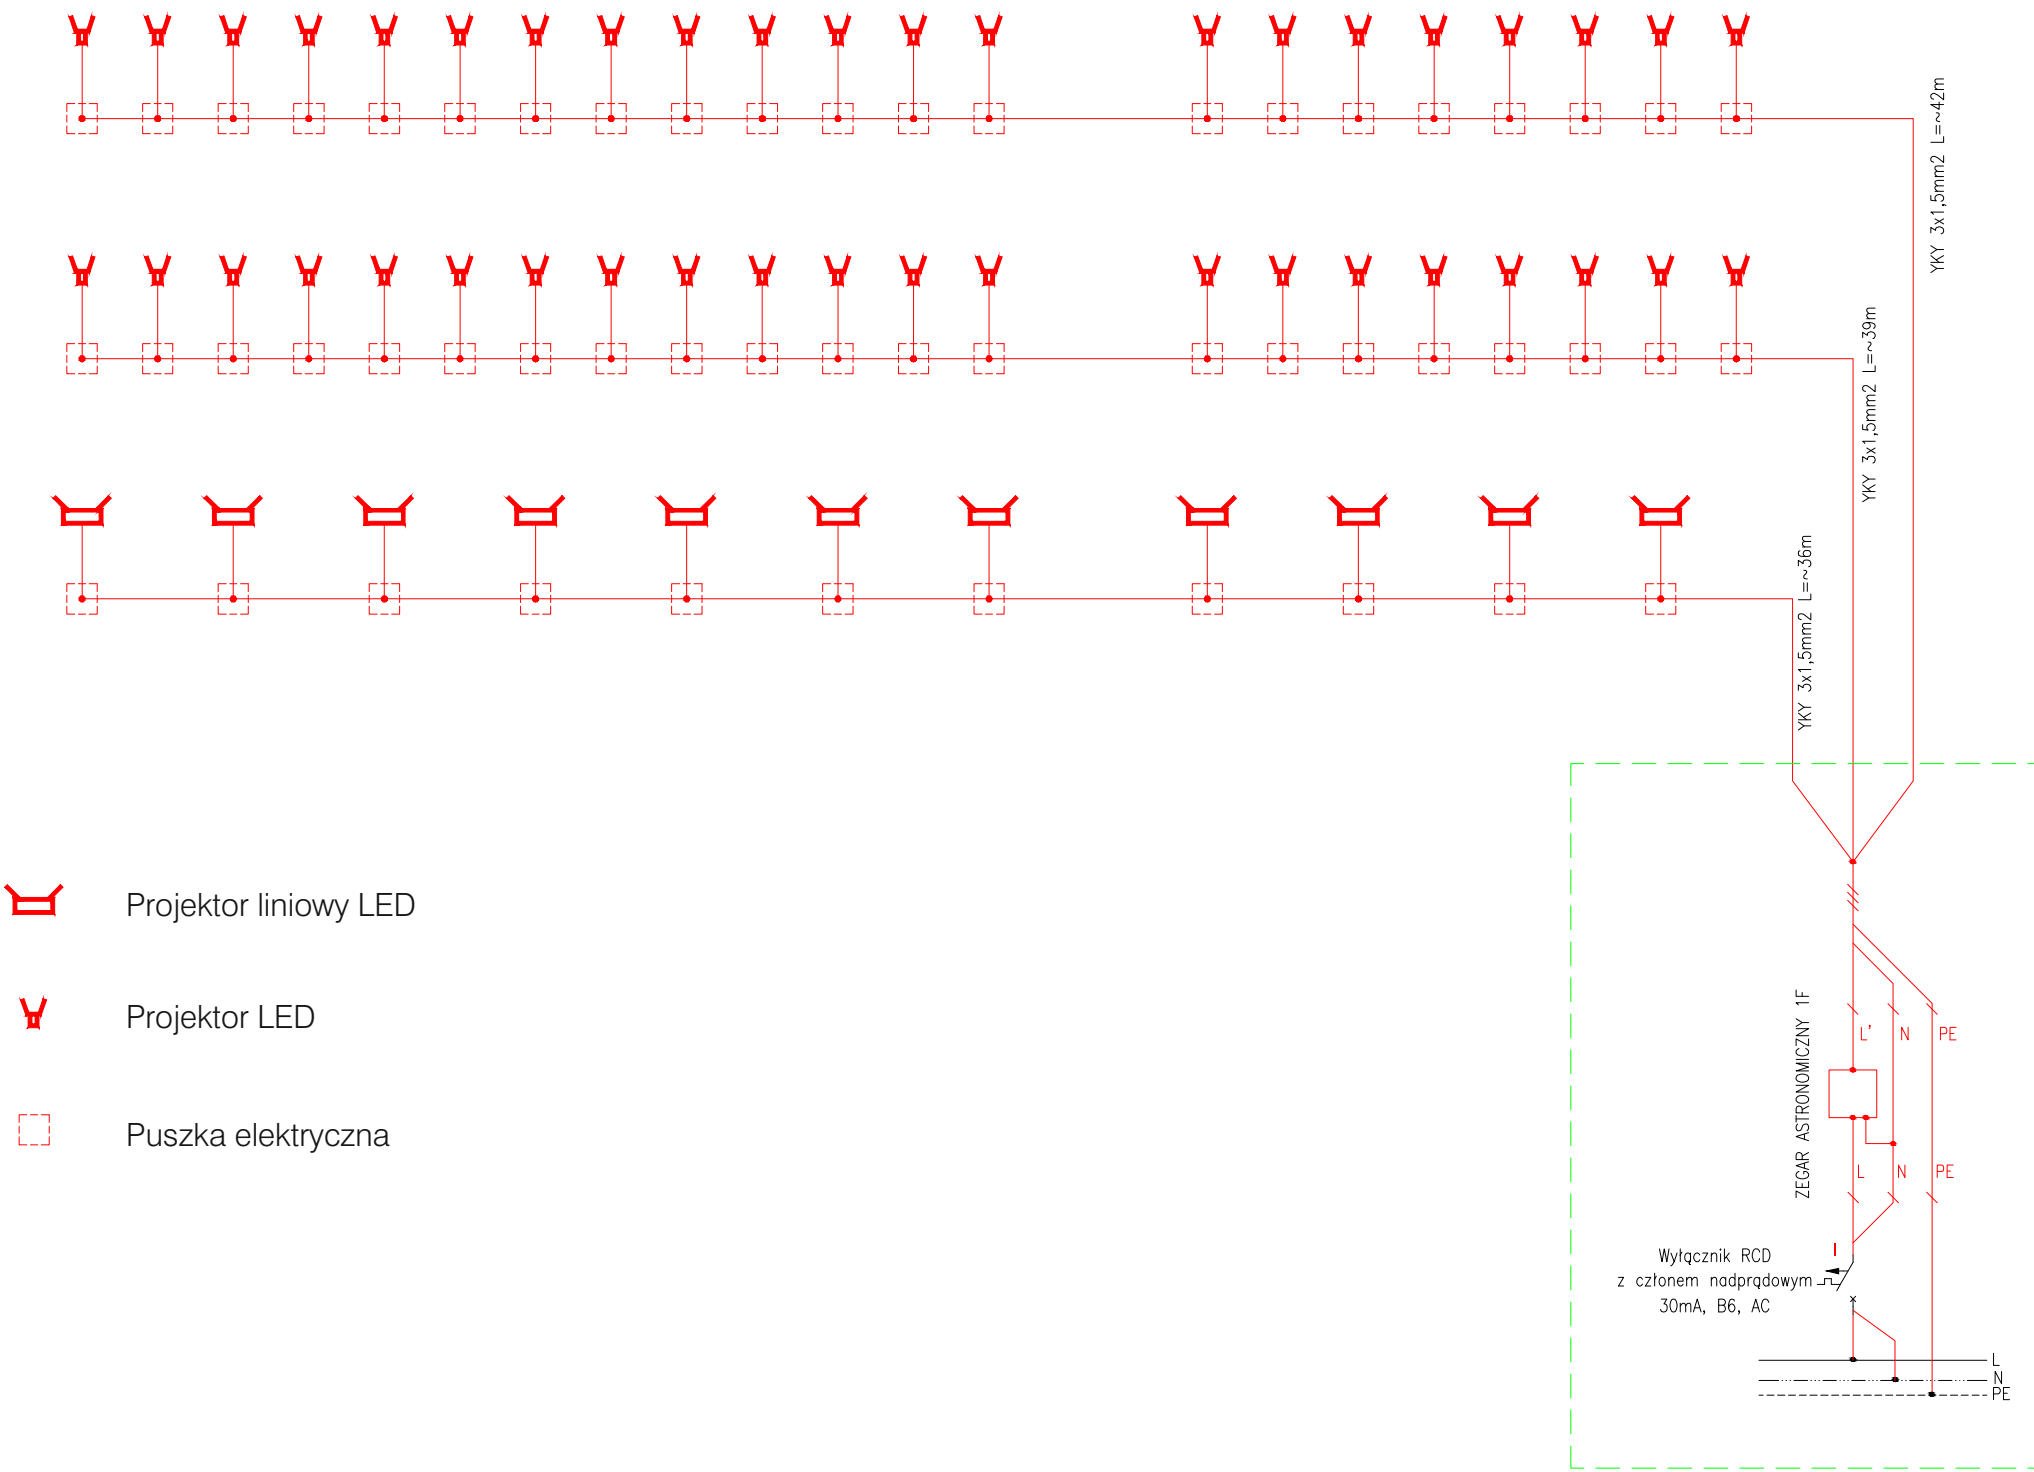 YKY 3x1,5mm2 L=~42m
YKY 3x1,5mm2 L=~39m
YKY 3x1,5mm2 L=~36m
Projektor liniowy LED
Projektor LED
Puszka elektryczna
ZEGAR ASTRONOMICZNY 1F
L' N PE
L N PE
I
Wyłącznik RCD
z członem nadprądowym
30mA, B6, AC
L
N
PE